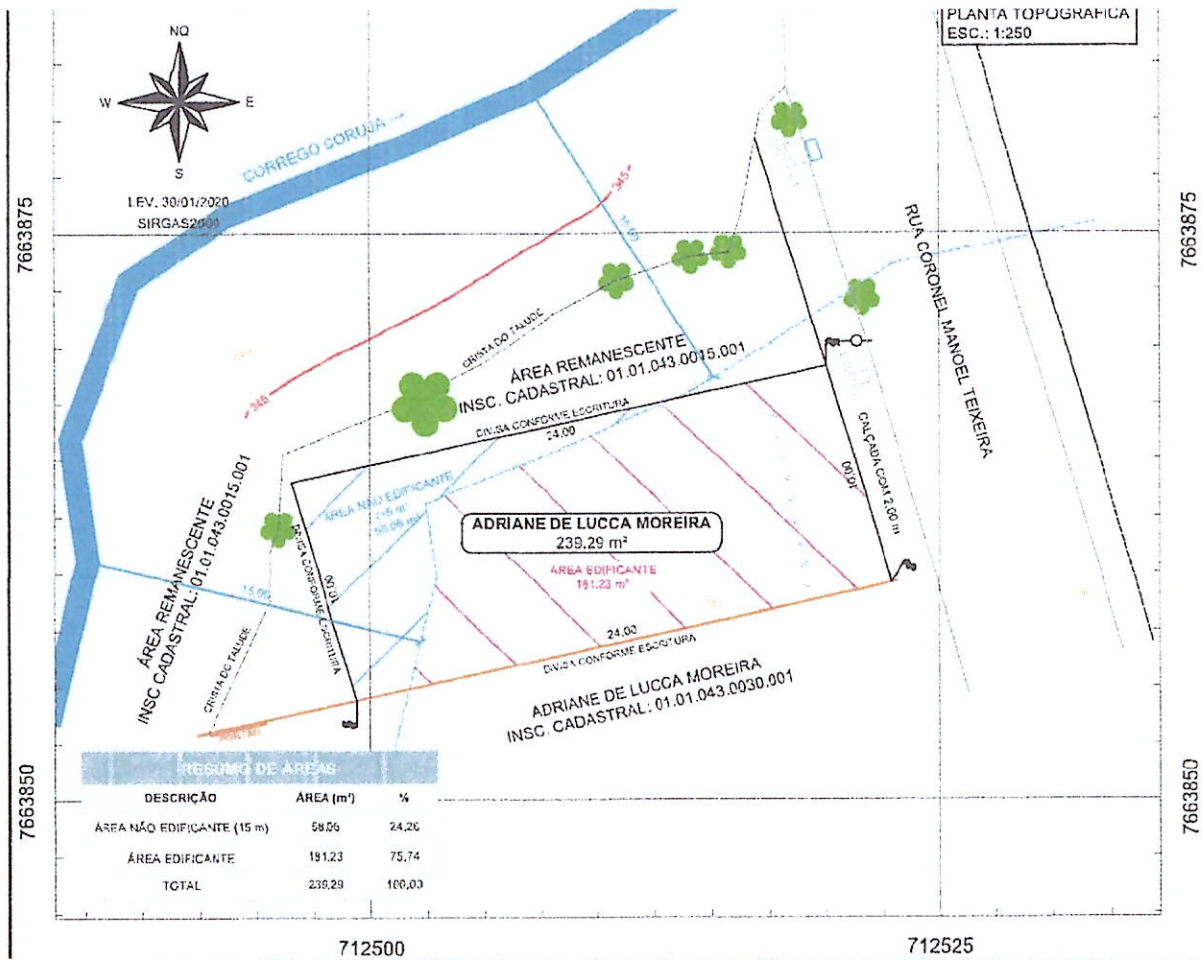 PLANTA TOPOGRAFICA
ESC.: 1:250
NQ
W
E
S
LEV. 30/01/2020
SIRGAS2000
CORREGO CORUJA
7663875
7663875
345
345
15,00
RUA CORONEL MANOEL TEIXEIRA
CRISTA DO TALUDE
ÁREA REMANESCENTE
INSC. CADASTRAL: 01.01.043.0015.001
DIVISA CONFORME ESCRITURA
24,00
CALÇADA COM 2.00 m
10,00
ÁREA NÃO EDIFICANTE
ADRIANE DE LUCCA MOREIRA
239.29 m²
ÁREA EDIFICANTE
181.23 m²
ÁREA REMANESCENTE
INSC CADASTRAL: 01.01.043.0015.001
15,00
DIVISA CONFORME ESCRITURA
10,00
CRISTA DO TALUDE
24,00
DIVISA CONFORME ESCRITURA
ADRIANE DE LUCCA MOREIRA
INSC. CADASTRAL: 01.01.043.0030.001
RESUMO DE ÁREAS
DESCRIÇÃO ÁREA (m²) %
ÁREA NÃO EDIFICANTE (15 m) 58,06 24,26
ÁREA EDIFICANTE 181,23 75,74
TOTAL 239,29 100,00
7663850
7663850
712500
712525